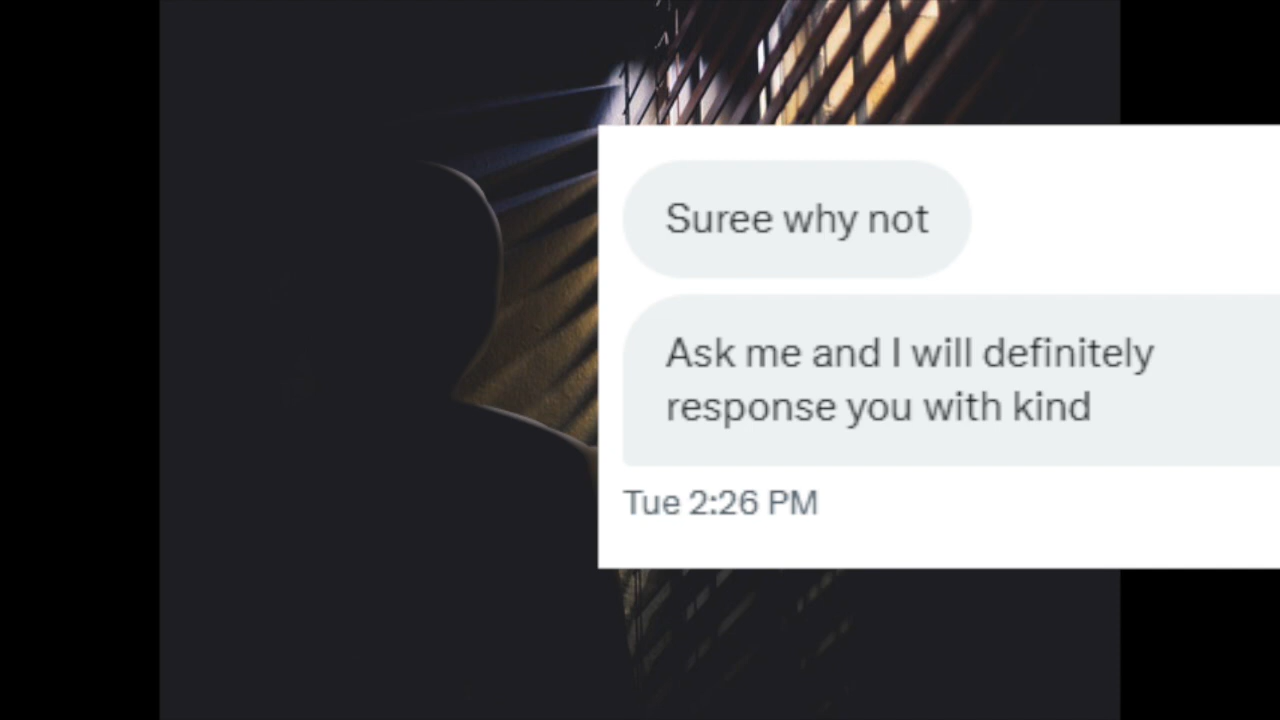 Suree why not
Ask me and I will definitely
response you with kind
Tue 2:26 PM